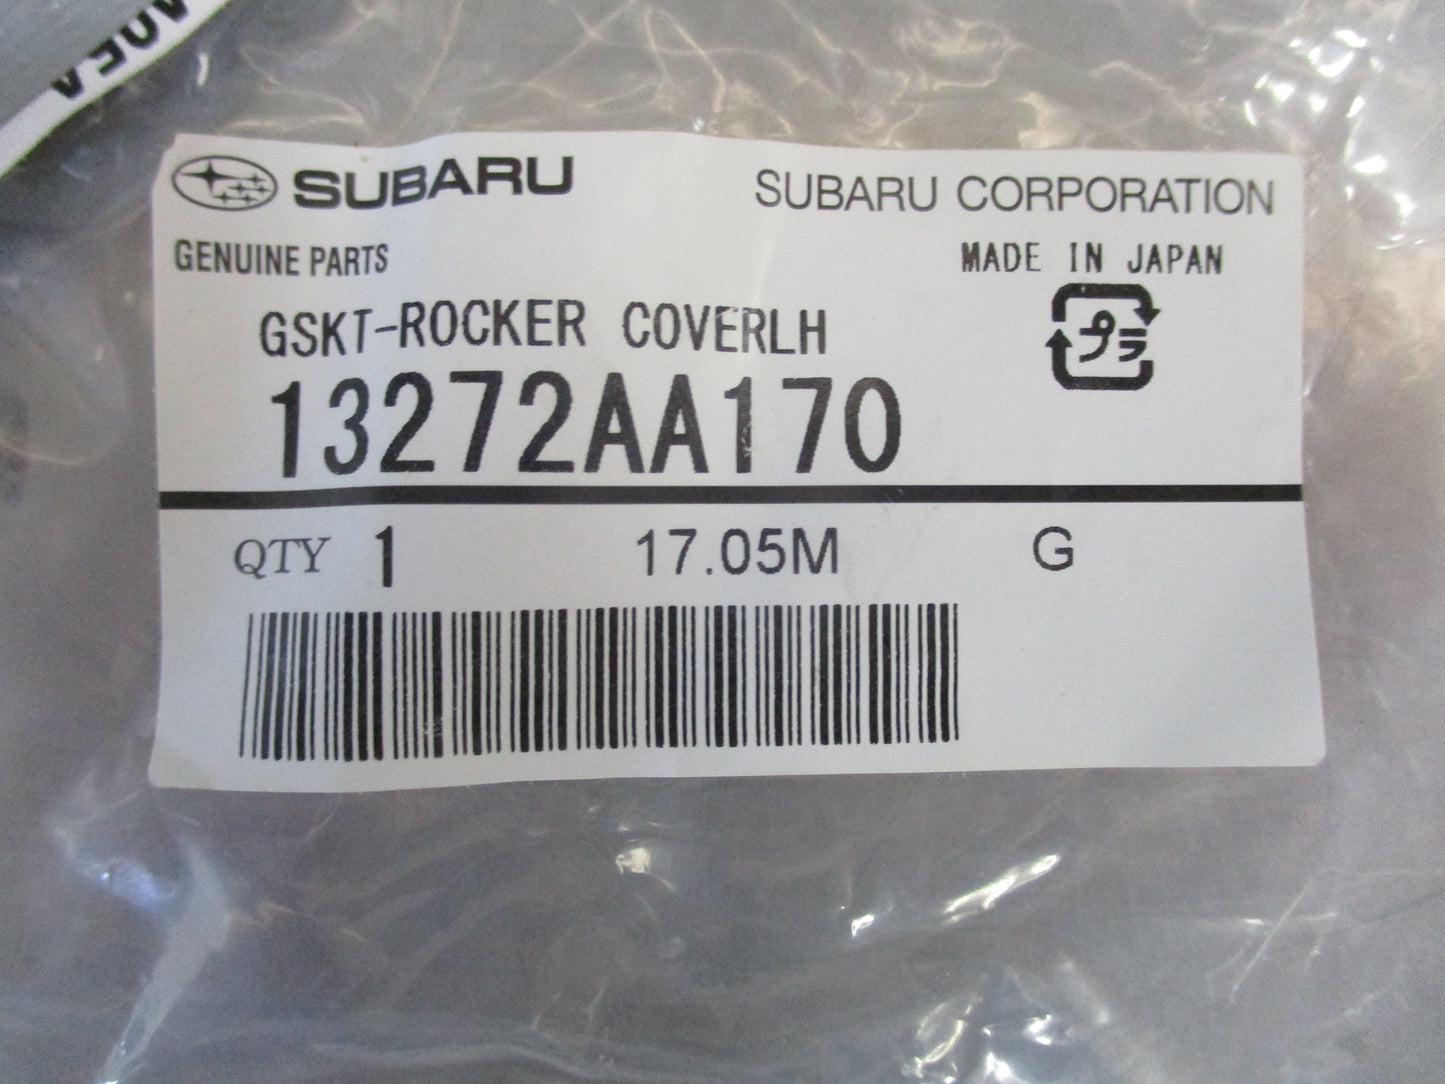 SUBARU
SUBARU CORPORATION
GENUINE PARTS
MADE IN JAPAN
GSKT-ROCKER COVERLH
プラ
13272AA170
QTY 1 17.05M G